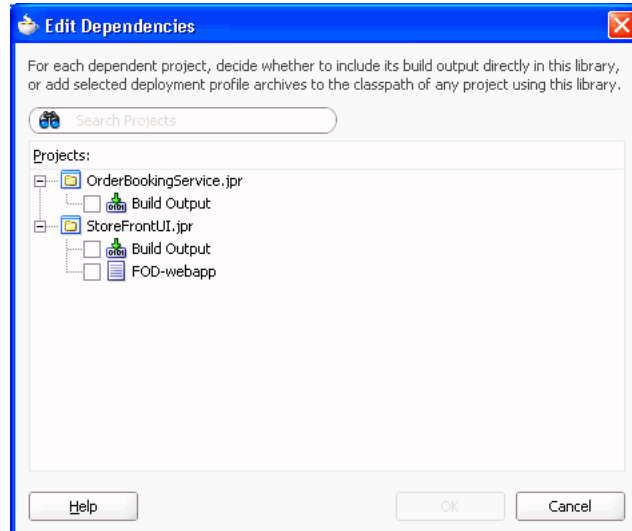 Edit Dependencies
For each dependent project, decide whether to include its build output directly in this library,
or add selected deployment profile archives to the classpath of any project using this library.
Search Projects
Projects:
OrderBookingService.jpr
Build Output
StoreFrontUI.jpr
Build Output
FOD-webapp
Help OK Cancel